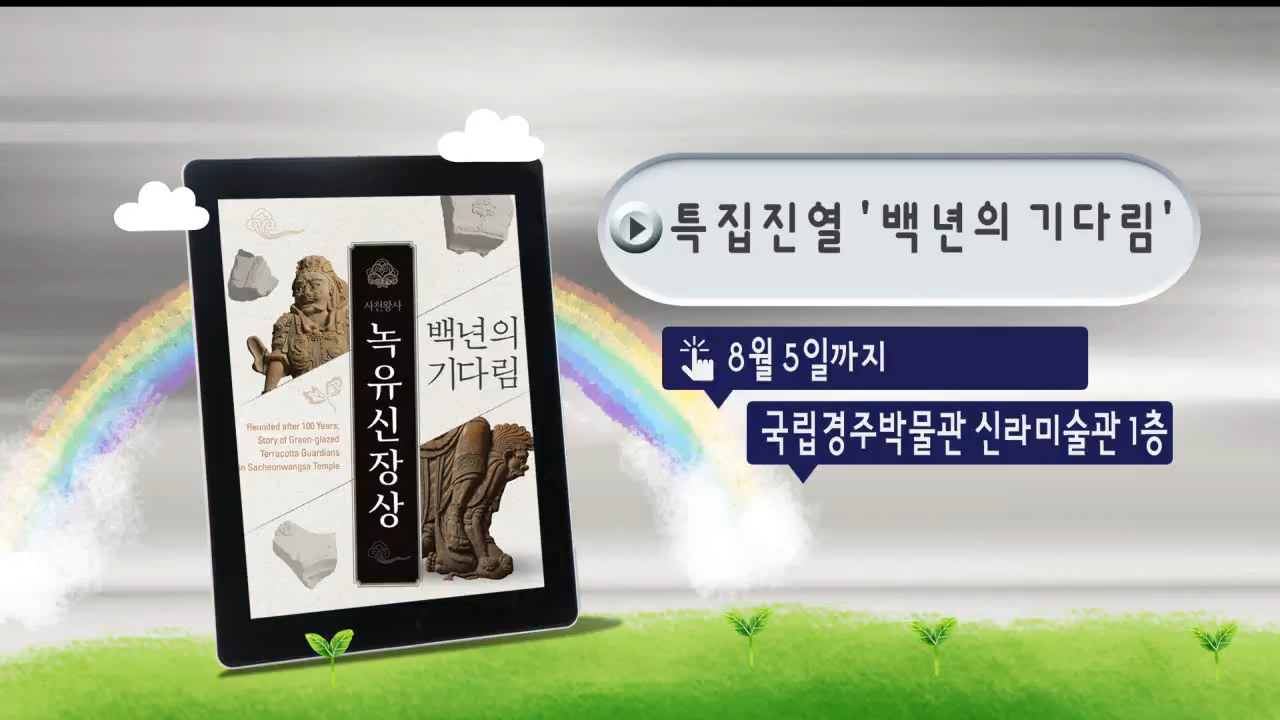 특집진열 '백년의 기다림'
8월 5일까지
국립경주박물관 신라미술관 1층
사천왕사
녹유신장상
백년의
기다림
Reunited after 100 Years,
Story of Green-glazed
Terracotta Guardians
in Sacheonwangsa Temple